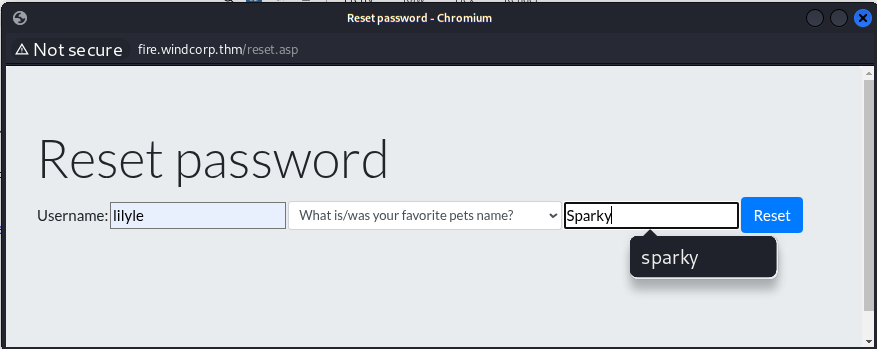 Reset password - Chromium
Not secure fire.windcorp.thm/reset.asp
Reset password
Username: lilyle What is/was your favorite pets name? Sparky Reset
sparky